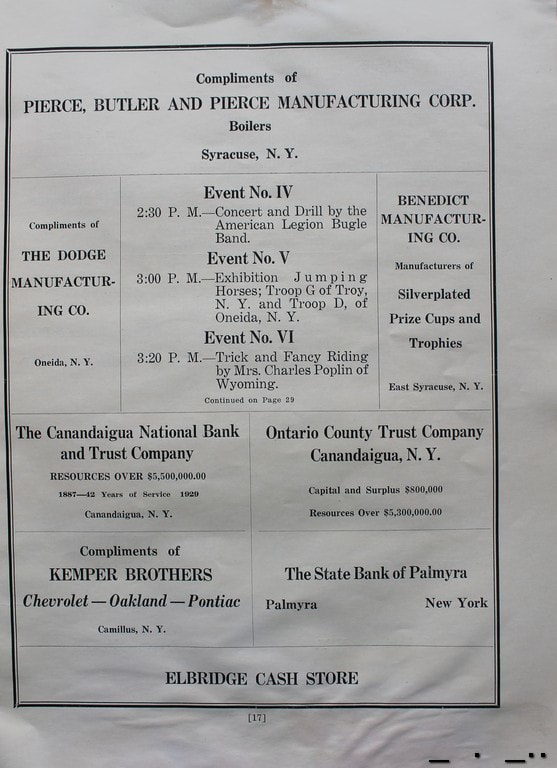 Compliments of
PIERCE, BUTLER AND PIERCE MANUFACTURING CORP.
Boilers
Syracuse, N. Y.
Compliments of
THE DODGE
MANUFACTUR-
ING CO.
Oneida, N. Y.
Event No. IV
2:30 P. M.—Concert and Drill by the
American Legion Bugle
Band.
Event No. V
3:00 P. M.—Exhibition Jumping
Horses; Troop G of Troy,
N. Y. and Troop D, of
Oneida, N. Y.
Event No. VI
3:20 P. M.—Trick and Fancy Riding
by Mrs. Charles Poplin of
Wyoming.
Continued on Page 29
BENEDICT
MANUFACTUR-
ING CO.
Manufacturers of
Silverplated
Prize Cups and
Trophies
East Syracuse, N. Y.
The Canandaigua National Bank
and Trust Company
RESOURCES OVER $5,500,000.00
1887—42 Years of Service 1929
Canandaigua, N. Y.
Ontario County Trust Company
Canandaigua, N. Y.
Capital and Surplus $800,000
Resources Over $5,300,000.00
Compliments of
KEMPER BROTHERS
Chevrolet — Oakland — Pontiac
Camillus, N. Y.
The State Bank of Palmyra
Palmyra New York
ELBRIDGE CASH STORE
[17]